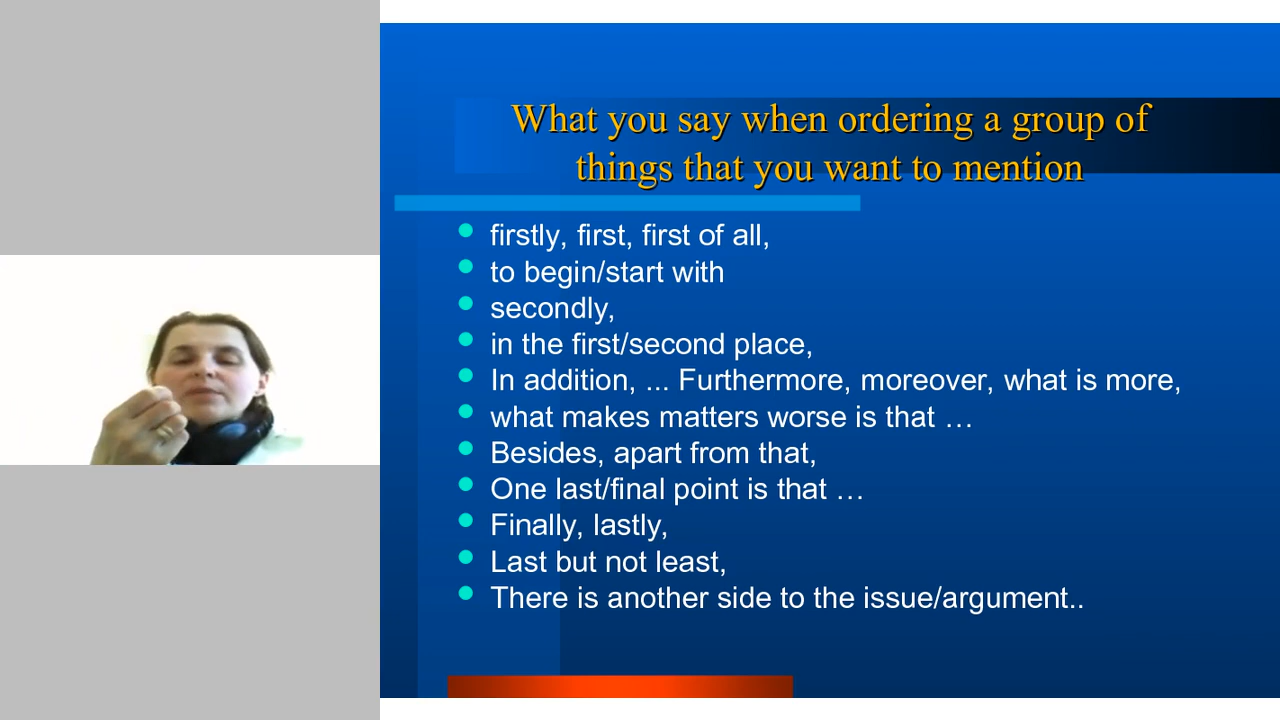 What you say when ordering a group of
things that you want to mention
firstly, first, first of all,
to begin/start with
secondly,
in the first/second place,
In addition, ... Furthermore, moreover, what is more,
what makes matters worse is that …
Besides, apart from that,
One last/final point is that …
Finally, lastly,
Last but not least,
There is another side to the issue/argument..